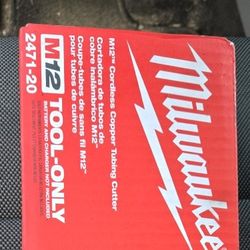 Milwaukee
M12™ Cordless Copper Tubing Cutter
Cortadora de tubos de
cobre inalámbrico M12™
Coupe-tubes de sans fil M12™
pour tubes de cuivre
M12 TOOL-ONLY
BATTERY AND CHARGER NOT INCLUDED
2471-20